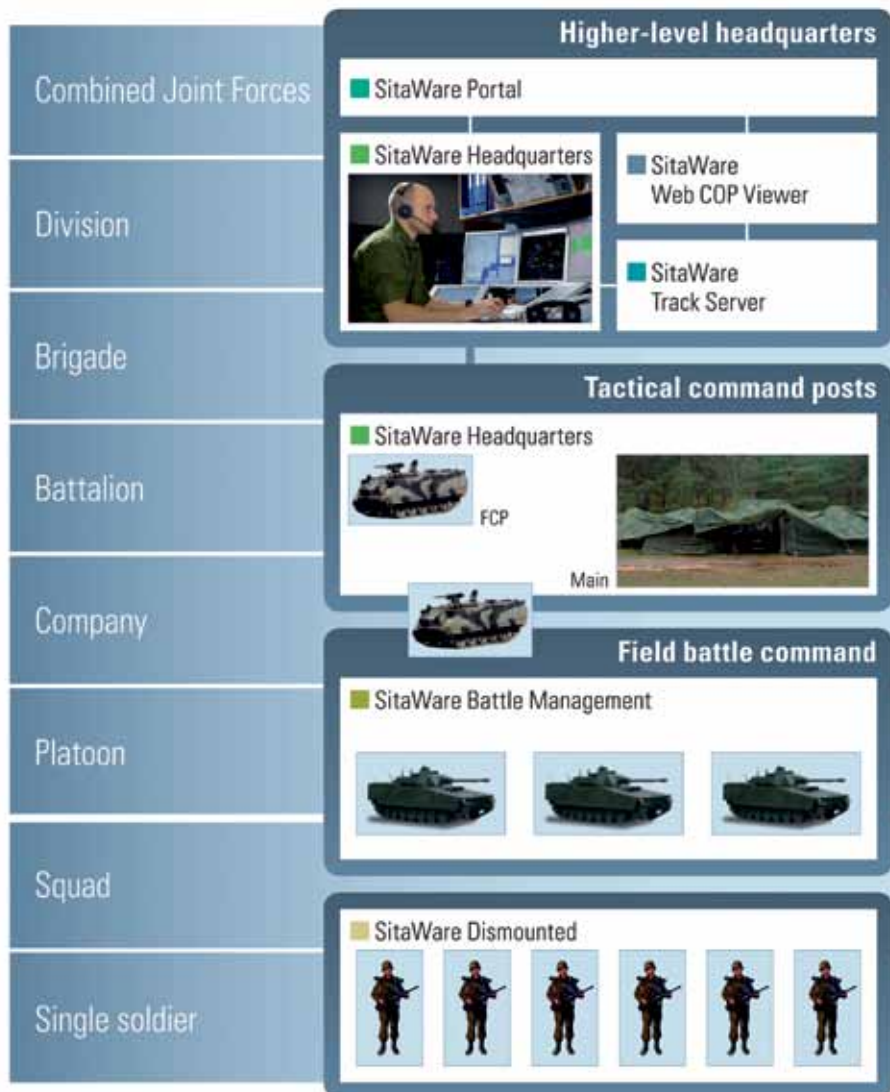 Combined Joint Forces
Division
Brigade
Battalion
Company
Platoon
Squad
Single soldier
Higher-level headquarters
SitaWare Portal
SitaWare Headquarters
SitaWare
Web COP Viewer
SitaWare
Track Server
Tactical command posts
SitaWare Headquarters
FCP
Main
Field battle command
SitaWare Battle Management
SitaWare Dismounted